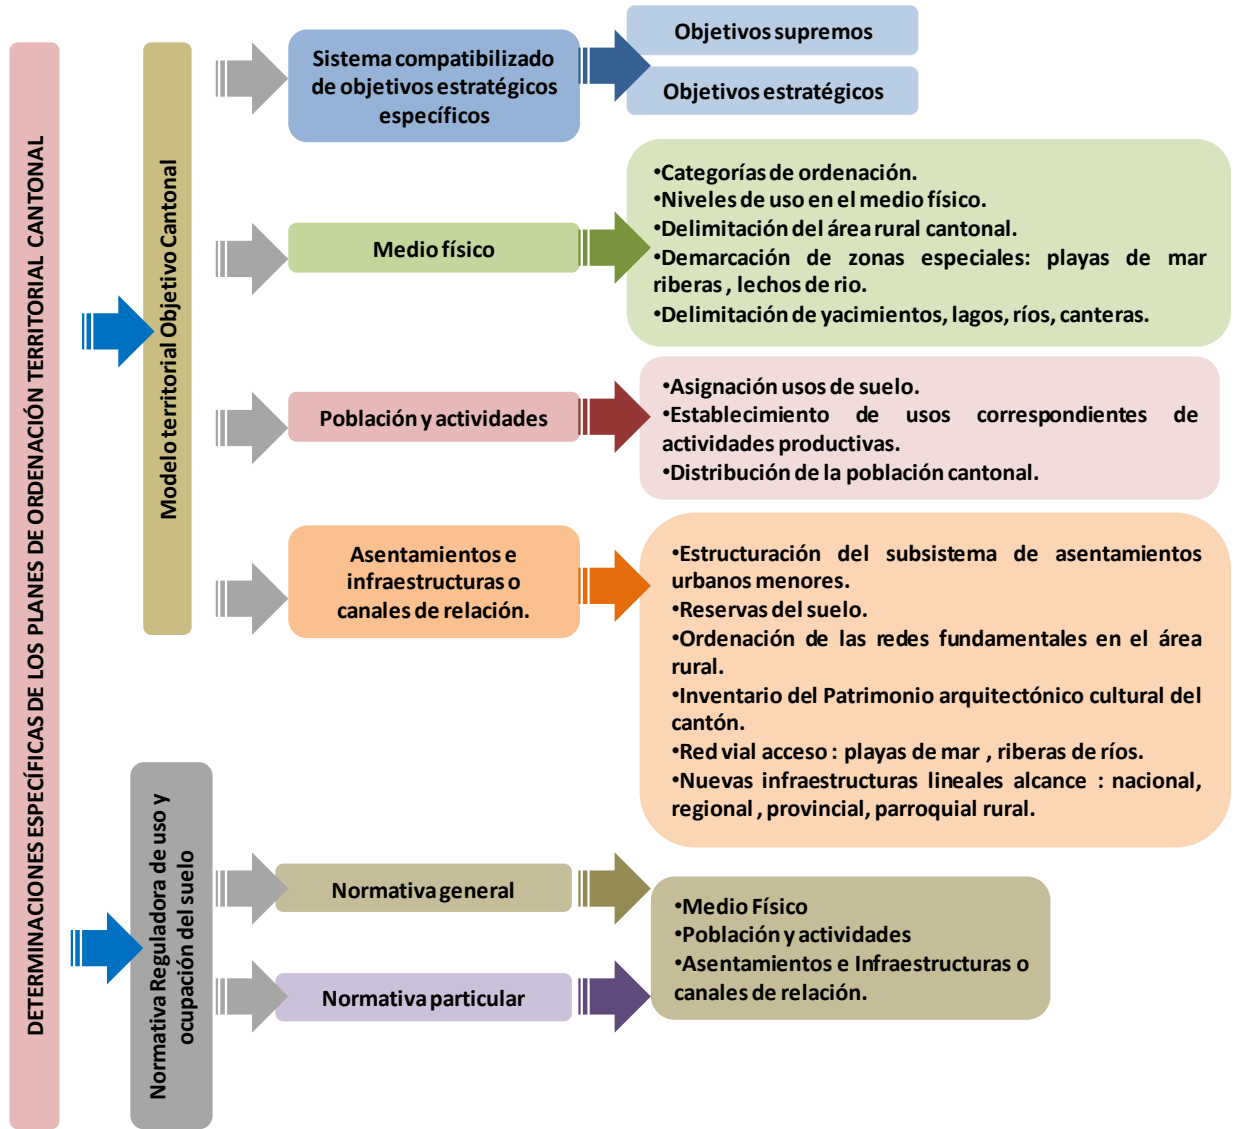 DETERMINACIONES ESPECÍFICAS DE LOS PLANES DE ORDENACIÓN TERRITORIAL CANTONAL
Modelo territorial Objetivo Cantonal
Sistema compatibilizado
de objetivos estratégicos
específicos
Objetivos supremos
Objetivos estratégicos
Medio físico
•Categorías de ordenación.
•Niveles de uso en el medio físico.
•Delimitación del área rural cantonal.
•Demarcación de zonas especiales: playas de mar
riberas , lechos de rio.
•Delimitación de yacimientos, lagos, ríos, canteras.
Población y actividades
•Asignación usos de suelo.
•Establecimiento de usos correspondientes de
actividades productivas.
•Distribución de la población cantonal.
Asentamientos e
infraestructuras o
canales de relación.
•Estructuración del subsistema de asentamientos
urbanos menores.
•Reservas del suelo.
•Ordenación de las redes fundamentales en el área
rural.
•Inventario del Patrimonio arquitectónico cultural del
cantón.
•Red vial acceso : playas de mar , riberas de ríos.
•Nuevas infraestructuras lineales alcance : nacional,
regional , provincial, parroquial rural.
Normativa Reguladora de uso y
ocupación del suelo
Normativa general
Normativa particular
•Medio Físico
•Población y actividades
•Asentamientos e Infraestructuras o
canales de relación.